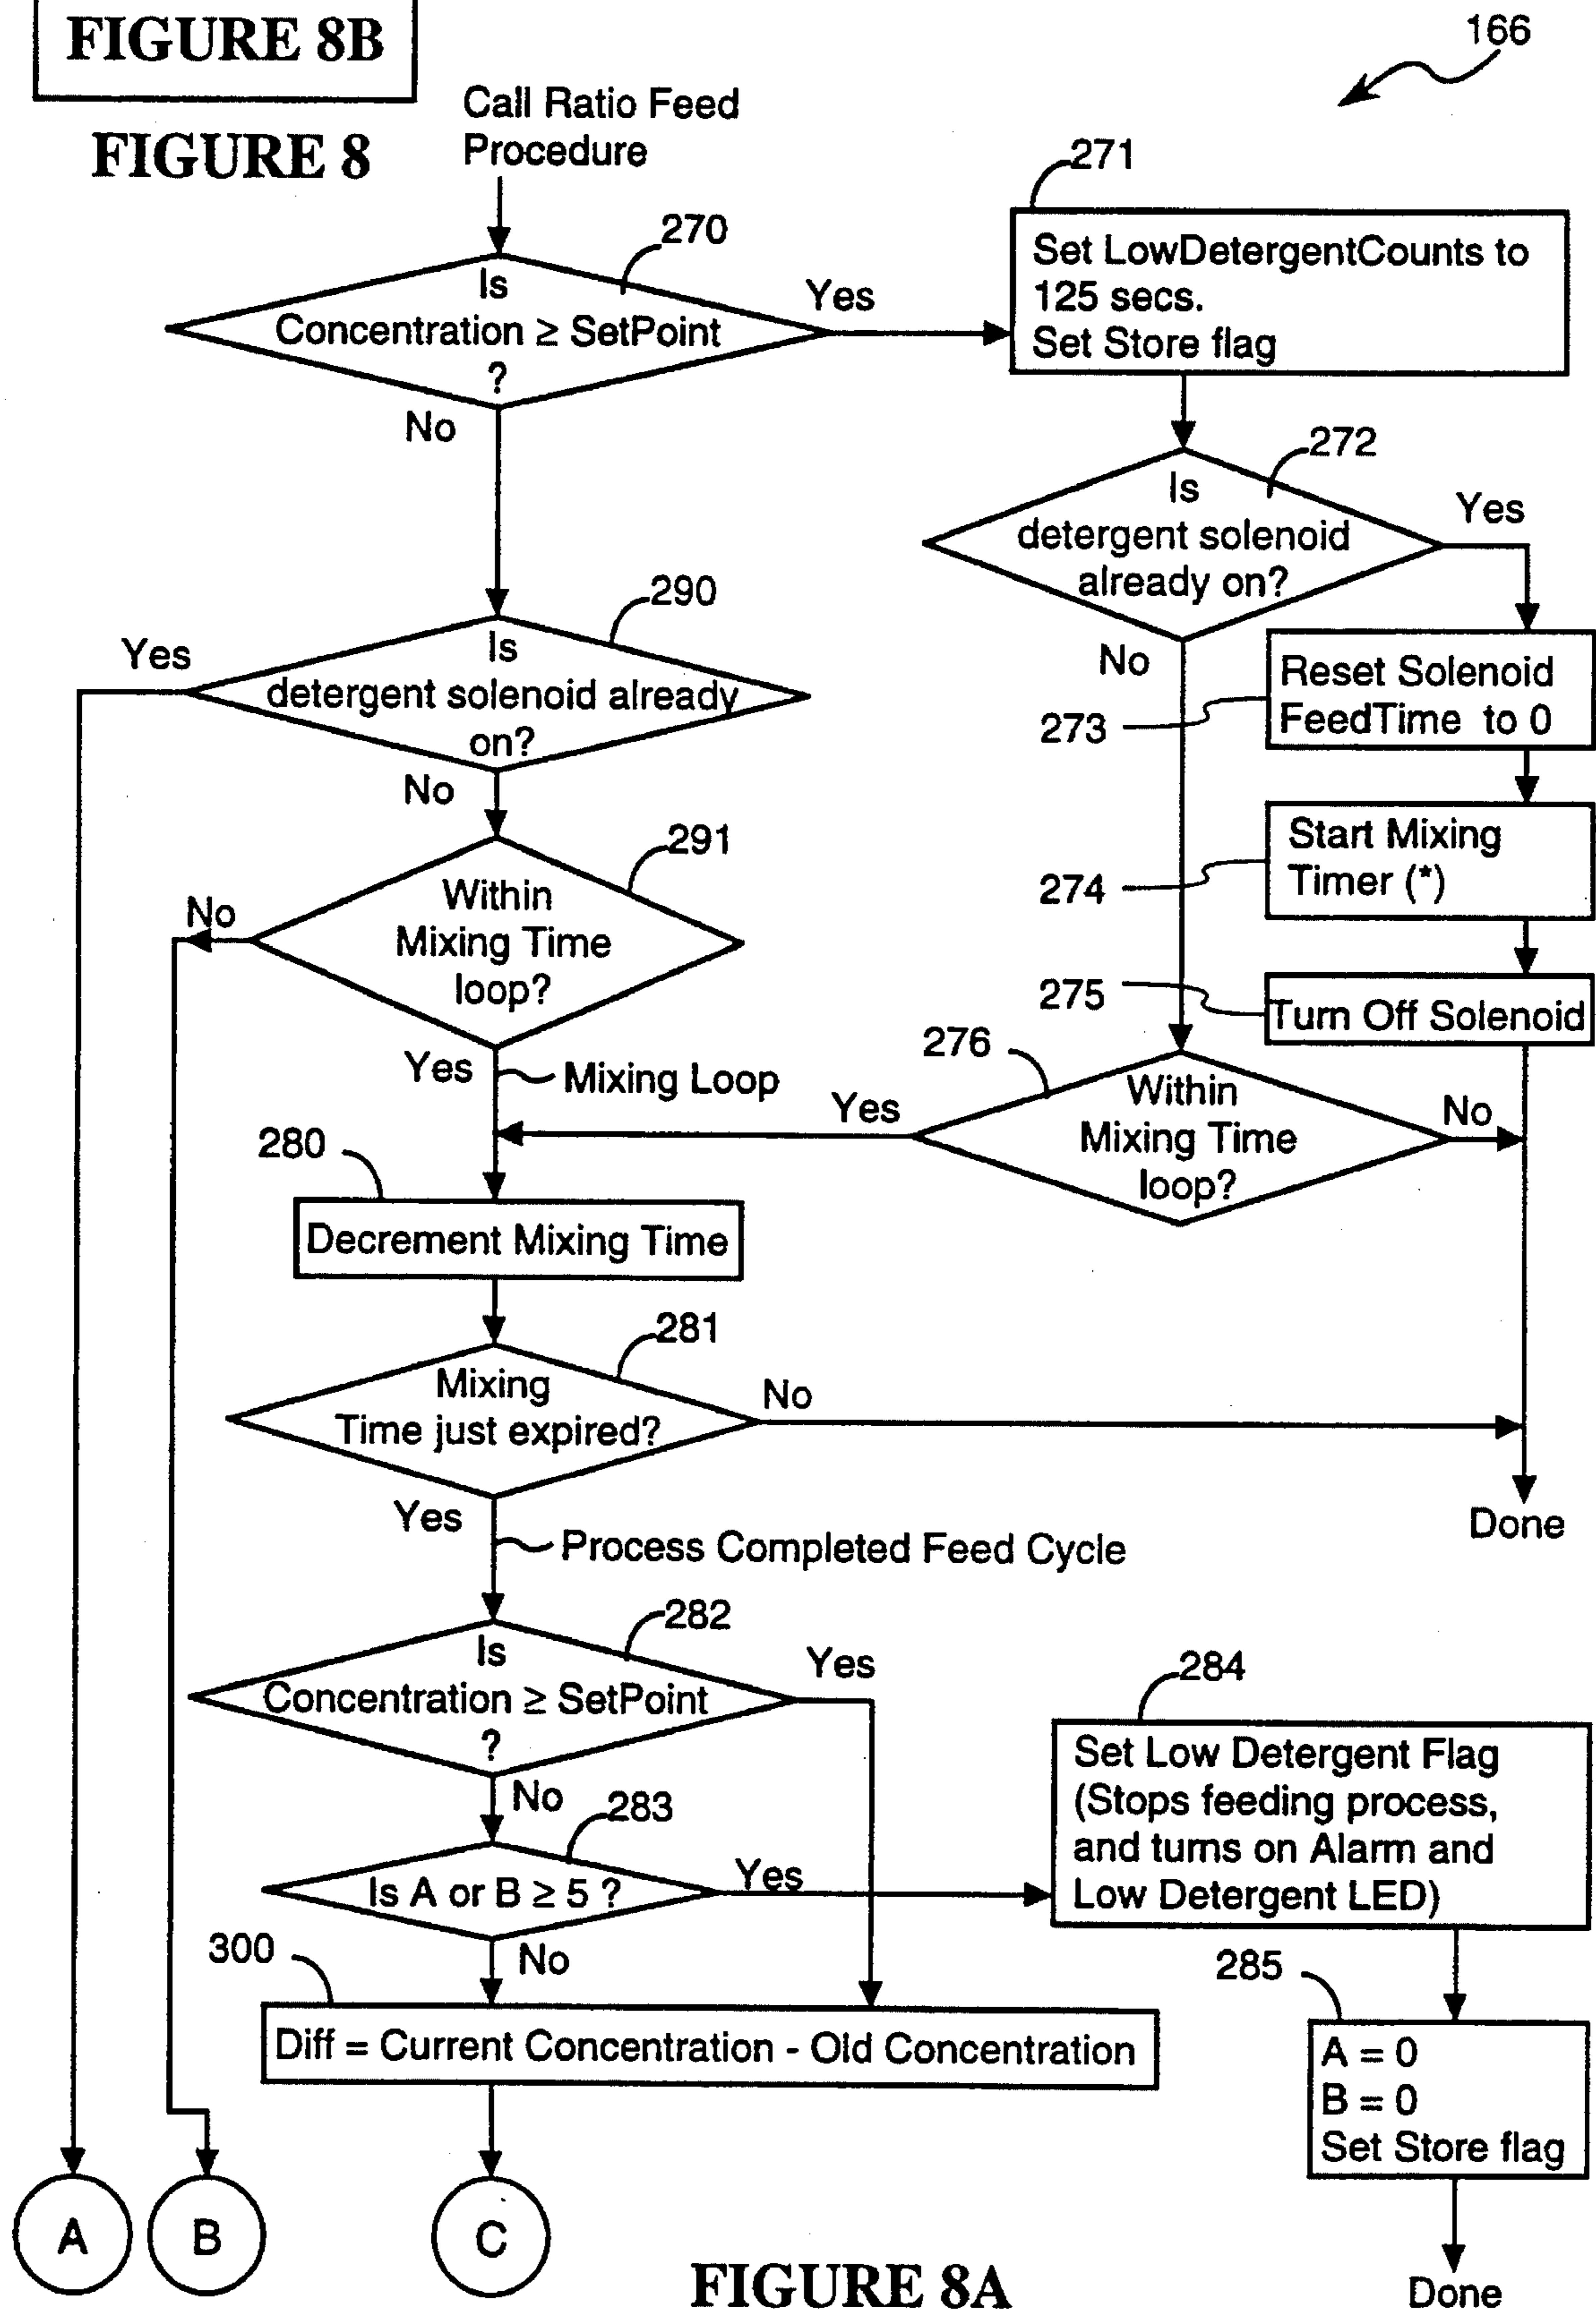 FIGURE 8B
FIGURE 8
166
Call Ratio Feed
Procedure
270
Is
Concentration ≥ SetPoint
?
Yes
No
271
Set LowDetergentCounts to
125 secs.
Set Store flag
272
Is
detergent solenoid
already on?
Yes
No
273
Reset Solenoid
FeedTime to 0
274
Start Mixing
Timer (*)
275
Turn Off Solenoid
276
Within
Mixing Time
loop?
Yes
No
290
Is
detergent solenoid already
on?
Yes
No
291
Within
Mixing Time
loop?
No
Yes
Mixing Loop
280
Decrement Mixing Time
281
Mixing
Time just expired?
No
Done
Yes
Process Completed Feed Cycle
282
Is
Concentration ≥ SetPoint
?
Yes
No
283
Is A or B ≥ 5 ?
Yes
No
284
Set Low Detergent Flag
(Stops feeding process,
and turns on Alarm and
Low Detergent LED)
285
A = 0
B = 0
Set Store flag
Done
300
Diff = Current Concentration - Old Concentration
A
B
C
FIGURE 8A